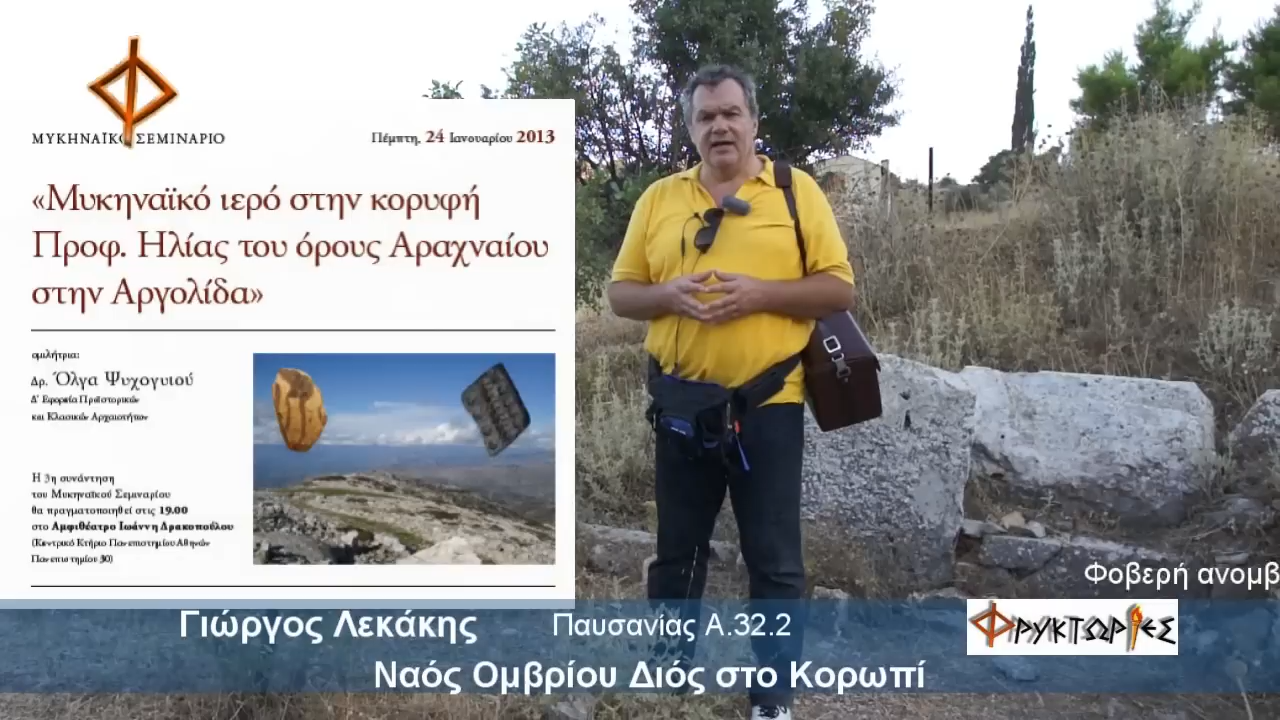 ΜΥΚΗΝΑΪΚΟ ΣΕΜΙΝΑΡΙΟ
Πέμπτη, 24 Ιανουαρίου 2013
«Μυκηναϊκό ιερό στην κορυφή
Προφ. Ηλίας του όρους Αραχναίου
στην Αργολίδα»
ομιλήτρια:
Δρ. Όλγα Ψυχογυιού
Δ' Εφορεία Προϊστορικών
και Κλασικών Αρχαιοτήτων
Η 3η συνάντηση
του Μυκηναϊκού Σεμιναρίου
θα πραγματοποιηθεί στις 19.00
στο Αμφιθέατρο Ιωάννη Δρακοπούλου
(Κεντρικό Κτήριο Πανεπιστημίου Αθηνών
Πανεπιστημίου 30)
Φοβερή ανομβ
Γιώργος Λεκάκης
Παυσανίας Α.32.2
ΦΡΥΚΤΩΡΙΕΣ
Ναός Ομβρίου Διός στο Κορωπί